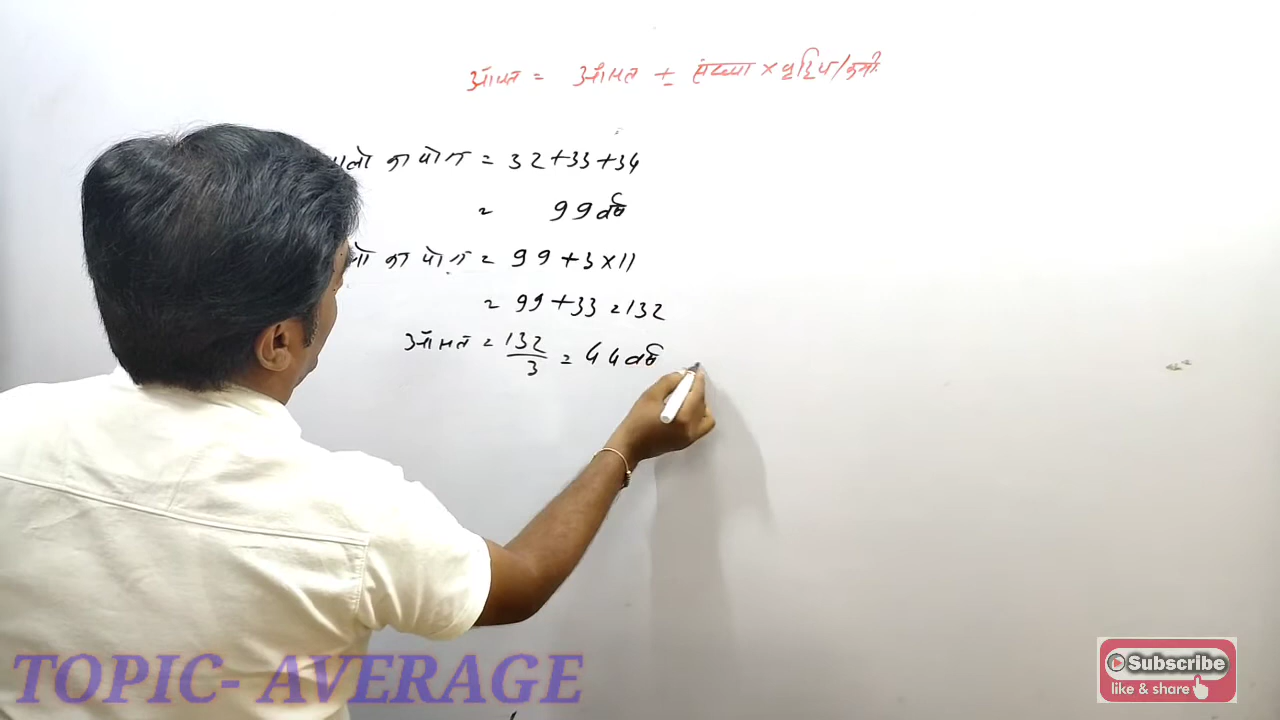 औसत = औसत ± संख्या × वृद्धि/कमी
का योग = 32+33+34
= 99 वर्ष
का योग = 99+3×11
= 99+33=132
औसत = 132/3 = 44 वर्ष
TOPIC- AVERAGE
Subscribe
like & share